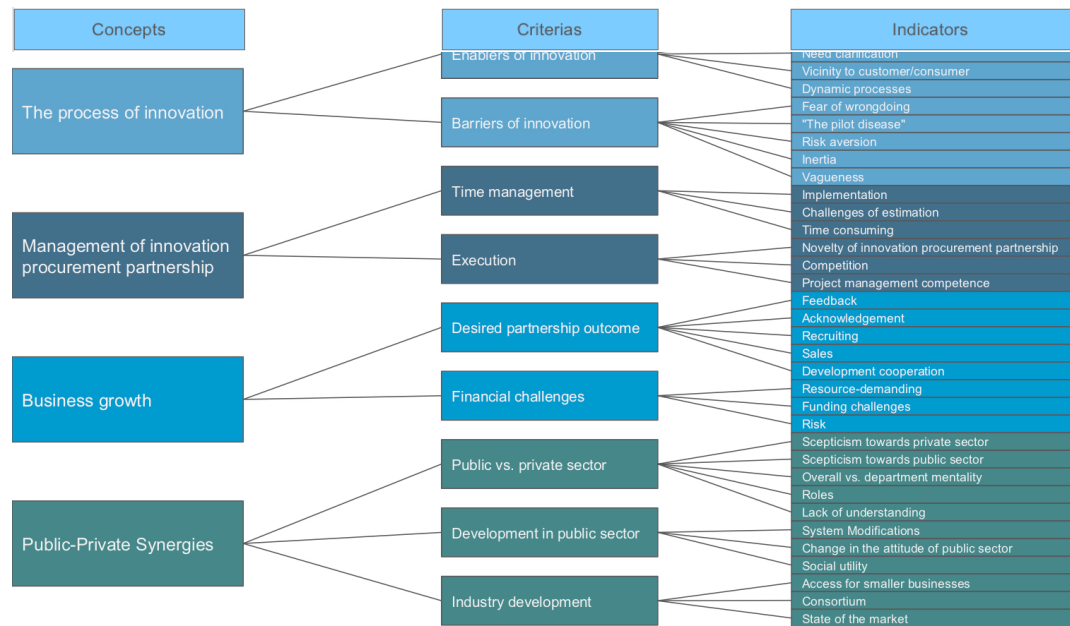 Concepts
Criterias
Indicators
The process of innovation
Management of innovation
procurement partnership
Business growth
Public-Private Synergies
Enablers of innovation
Barriers of innovation
Time management
Execution
Desired partnership outcome
Financial challenges
Public vs. private sector
Development in public sector
Industry development
Need clarification
Vicinity to customer/consumer
Dynamic processes
Fear of wrongdoing
"The pilot disease"
Risk aversion
Inertia
Vagueness
Implementation
Challenges of estimation
Time consuming
Novelty of innovation procurement partnership
Competition
Project management competence
Feedback
Acknowledgement
Recruiting
Sales
Development cooperation
Resource-demanding
Funding challenges
Risk
Scepticism towards private sector
Scepticism towards public sector
Overall vs. department mentality
Roles
Lack of understanding
System Modifications
Change in the attitude of public sector
Social utility
Access for smaller businesses
Consortium
State of the market